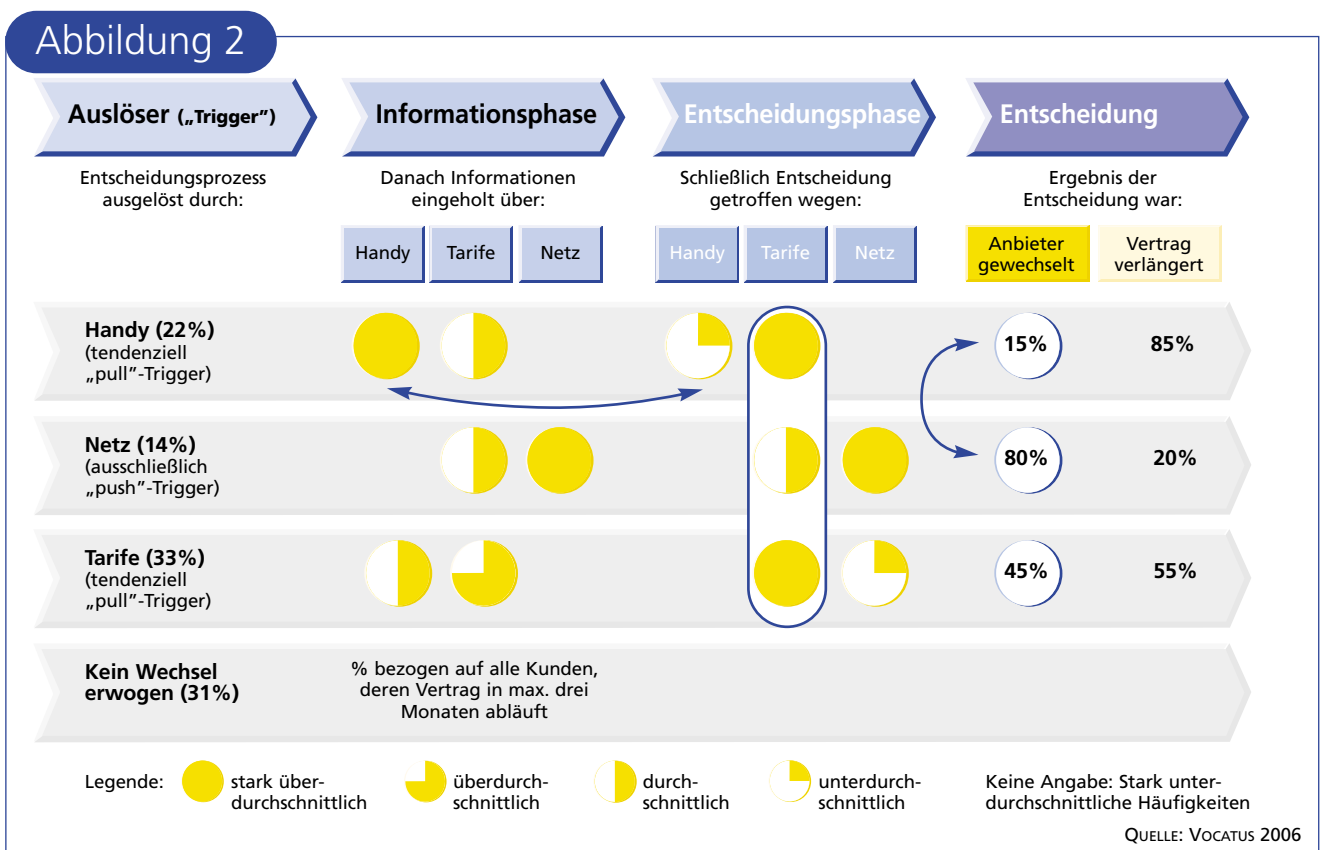 Abbildung 2
Auslöser („Trigger")
Informationsphase
Entscheidungsphase
Entscheidung
Entscheidungsprozess
ausgelöst durch:
Danach Informationen
eingeholt über:
Schließlich Entscheidung
getroffen wegen:
Ergebnis der
Entscheidung war:
Handy
Tarife
Netz
Handy
Tarife
Netz
Anbieter
gewechselt
Vertrag
verlängert
Handy (22%)
(tendenziell
„pull"-Trigger)
15%
85%
Netz (14%)
(ausschließlich
„push"-Trigger)
80%
20%
Tarife (33%)
(tendenziell
„pull"-Trigger)
45%
55%
Kein Wechsel
erwogen (31%)
% bezogen auf alle Kunden,
deren Vertrag in max. drei
Monaten abläuft
Legende:
stark über-
durchschnittlich
überdurch-
schnittlich
durch-
schnittlich
unterdurch-
schnittlich
Keine Angabe: Stark unter-
durchschnittliche Häufigkeiten
QUELLE: VOCATUS 2006